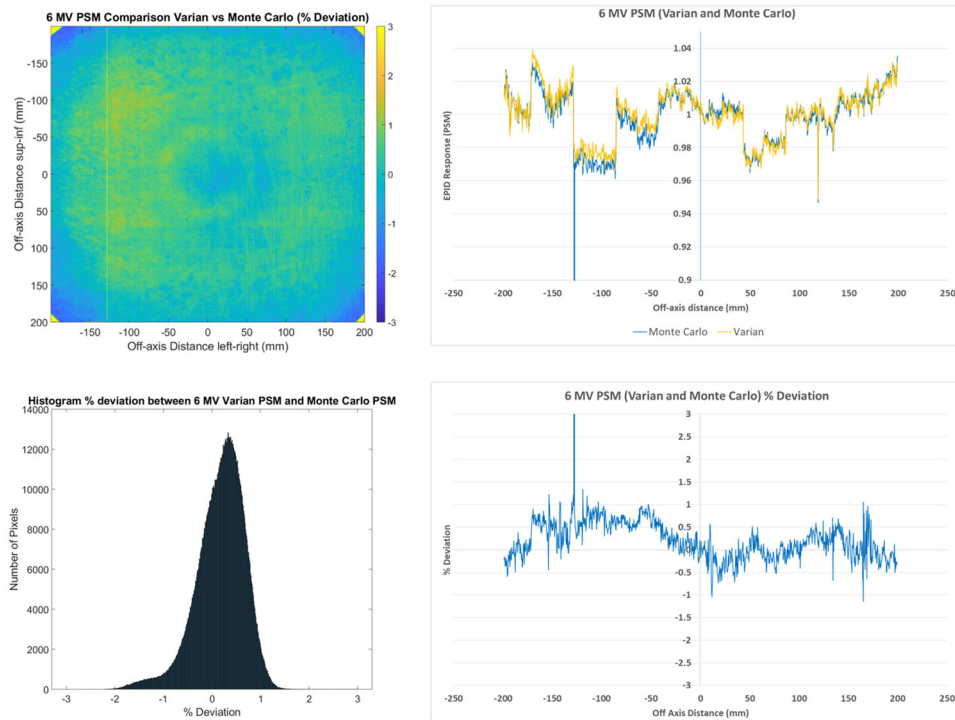 6 MV PSM Comparison Varian vs Monte Carlo (% Deviation)
-150
-100
-50
0
50
100
150
200
Off-axis Distance sup-inf (mm)
-150 -100 -50 0 50 100 150 200
Off-axis Distance left-right (mm)
3
2
1
0
-1
-2
-3
6 MV PSM (Varian and Monte Carlo)
1.04
1.02
1
0.98
0.96
0.94
0.92
0.9
EPID Response (PSM)
-250 -200 -150 -100 -50 0 50 100 150 200 250
Off-axis distance (mm)
Monte Carlo Varian
Histogram % deviation between 6 MV Varian PSM and Monte Carlo PSM
14000
12000
10000
8000
6000
4000
2000
0
Number of Pixels
-3 -2 -1 0 1 2 3
% Deviation
6 MV PSM (Varian and Monte Carlo) % Deviation
3
2.5
2
1.5
1
0.5
0
-0.5
-1
-1.5
-2
-2.5
-3
% Deviation
-250 -200 -150 -100 -50 0 50 100 150 200 250
Off Axis Distance (mm)